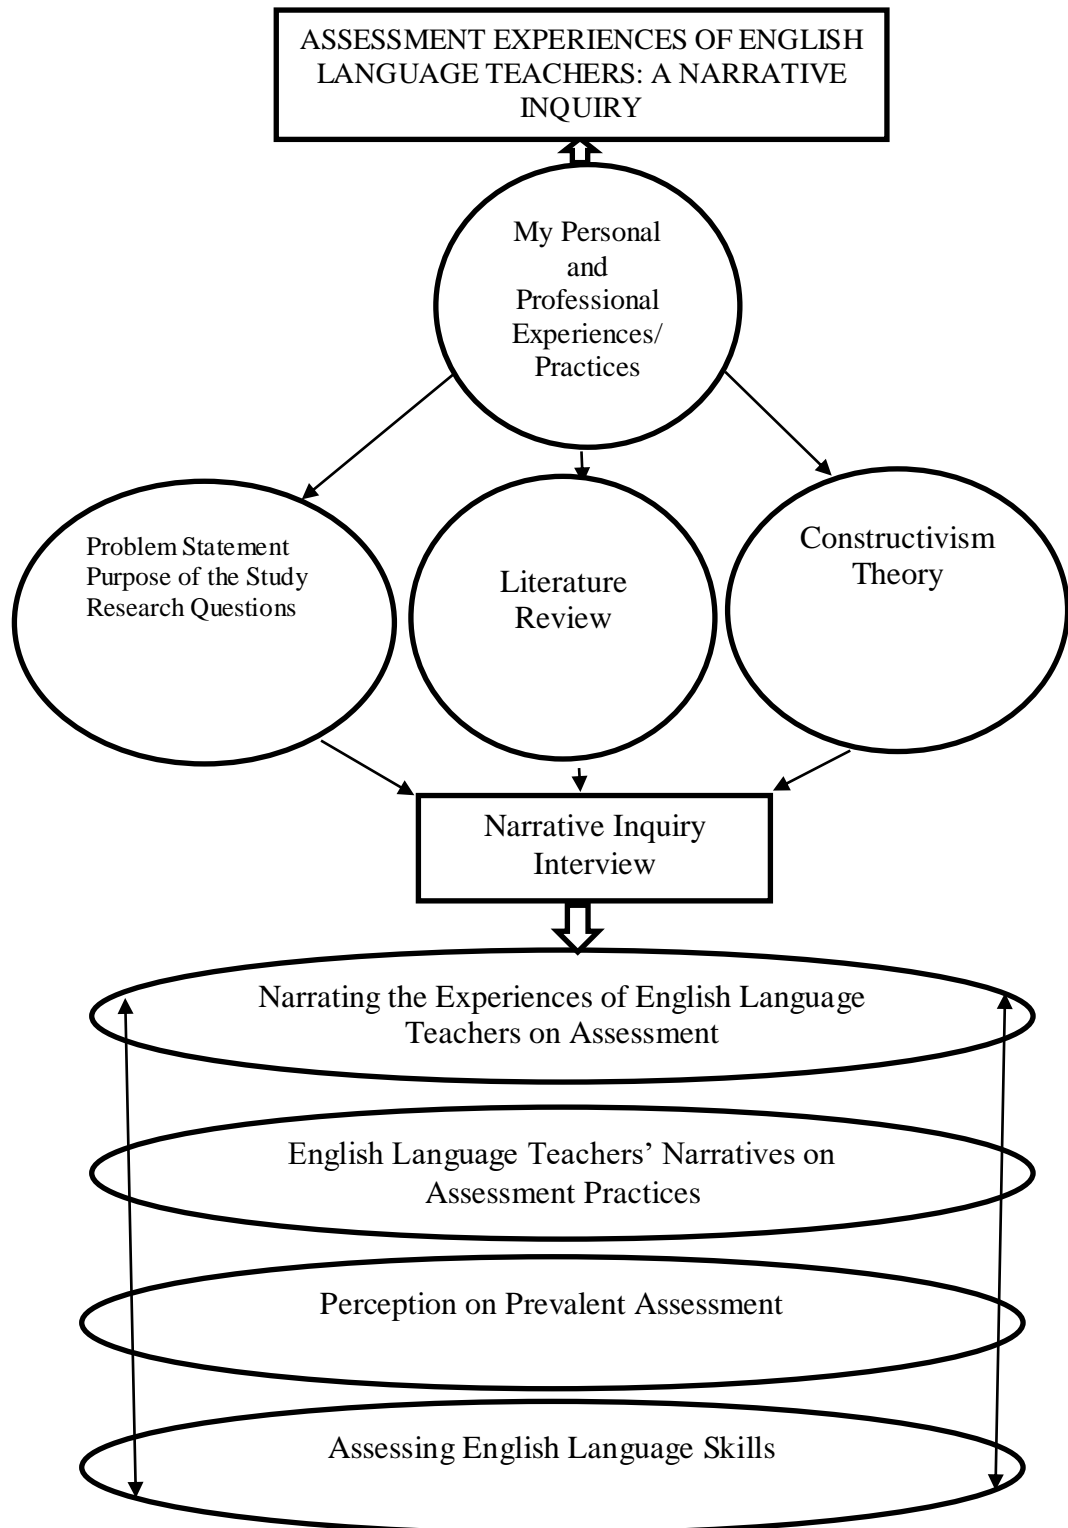 ASSESSMENT EXPERIENCES OF ENGLISH
LANGUAGE TEACHERS: A NARRATIVE
INQUIRY
My Personal
and
Professional
Experiences/
Practices
Problem Statement
Purpose of the Study
Research Questions
Literature
Review
Constructivism
Theory
Narrative Inquiry
Interview
Narrating the Experiences of English Language
Teachers on Assessment
English Language Teachers’ Narratives on
Assessment Practices
Perception on Prevalent Assessment
Assessing English Language Skills